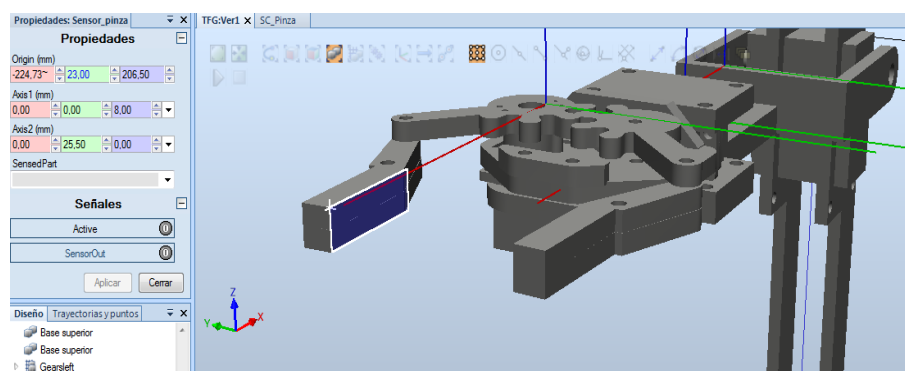 Propiedades: Sensor_pinza
Propiedades
Origin (mm)
-224,73~ 23,00 206,50
Axis1 (mm)
0,00 0,00 8,00
Axis2 (mm)
0,00 25,50 0,00
SensedPart
Señales
Active 0
SensorOut 0
Aplicar Cerrar
Diseño Trayectorias y puntos
Base superior
Base superior
Gearsleft
TFG:Ver1 X SC_Pinza
Z
Y X